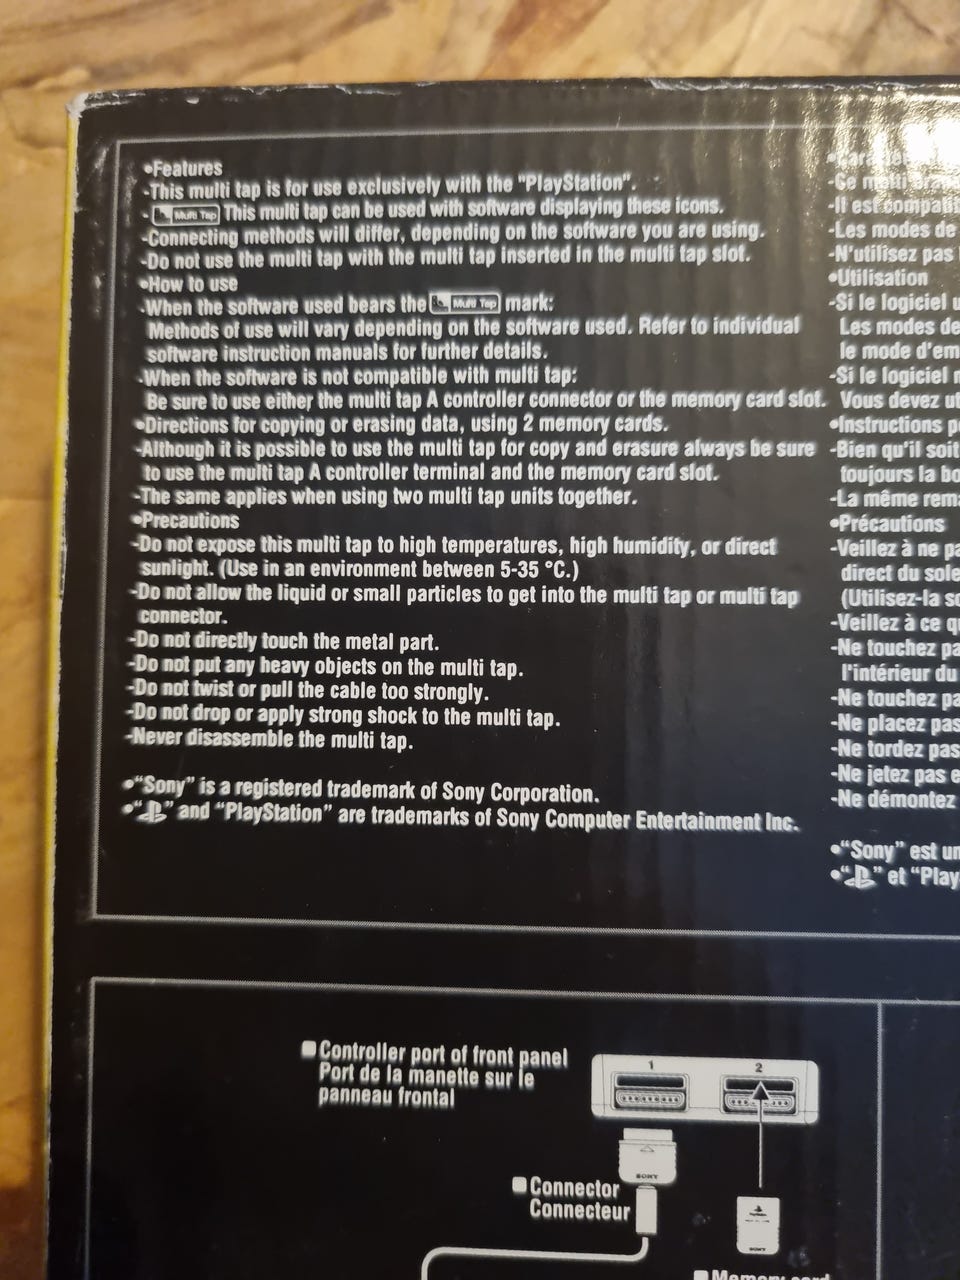 •Features
-This multi tap is for use exclusively with the "PlayStation".
- Multi Tap This multi tap can be used with software displaying these icons.
-Connecting methods will differ, depending on the software you are using.
-Do not use the multi tap with the multi tap inserted in the multi tap slot.
•How to use
-When the software used bears the Multi Tap mark:
Methods of use will vary depending on the software used. Refer to individual
software instruction manuals for further details.
-When the software is not compatible with multi tap:
Be sure to use either the multi tap A controller connector or the memory card slot.
•Directions for copying or erasing data, using 2 memory cards.
-Although it is possible to use the multi tap for copy and erasure always be sure
to use the multi tap A controller terminal and the memory card slot.
-The same applies when using two multi tap units together.
•Precautions
-Do not expose this multi tap to high temperatures, high humidity, or direct
sunlight. (Use in an environment between 5-35 °C.)
-Do not allow the liquid or small particles to get into the multi tap or multi tap
connector.
-Do not directly touch the metal part.
-Do not put any heavy objects on the multi tap.
-Do not twist or pull the cable too strongly.
-Do not drop or apply strong shock to the multi tap.
-Never disassemble the multi tap.
•“Sony” is a registered trademark of Sony Corporation.
•“ ” and “PlayStation” are trademarks of Sony Computer Entertainment Inc.
-Ce
-Il est
-Les modes de
-N'utilisez pas
•Utilisation
-Si le logiciel
Les modes de
le mode
-Si le logiciel
Vous devez
•Instructions
-Bien qu'il soit
toujours la
-La même
•Précautions
-Veillez à ne
direct du
(Utilisez-la
-Veillez à ce
-Ne touchez
l'intérieur du
-Ne touchez
-Ne placez pas
-Ne tordez pas
-Ne jetez pas
-Ne démontez
•“Sony” est
•“ ” et
Controller port of front panel
Port de la manette sur le
panneau frontal
1
2
SONY
Connector
Connecteur
PlayStation
SONY
Memory card